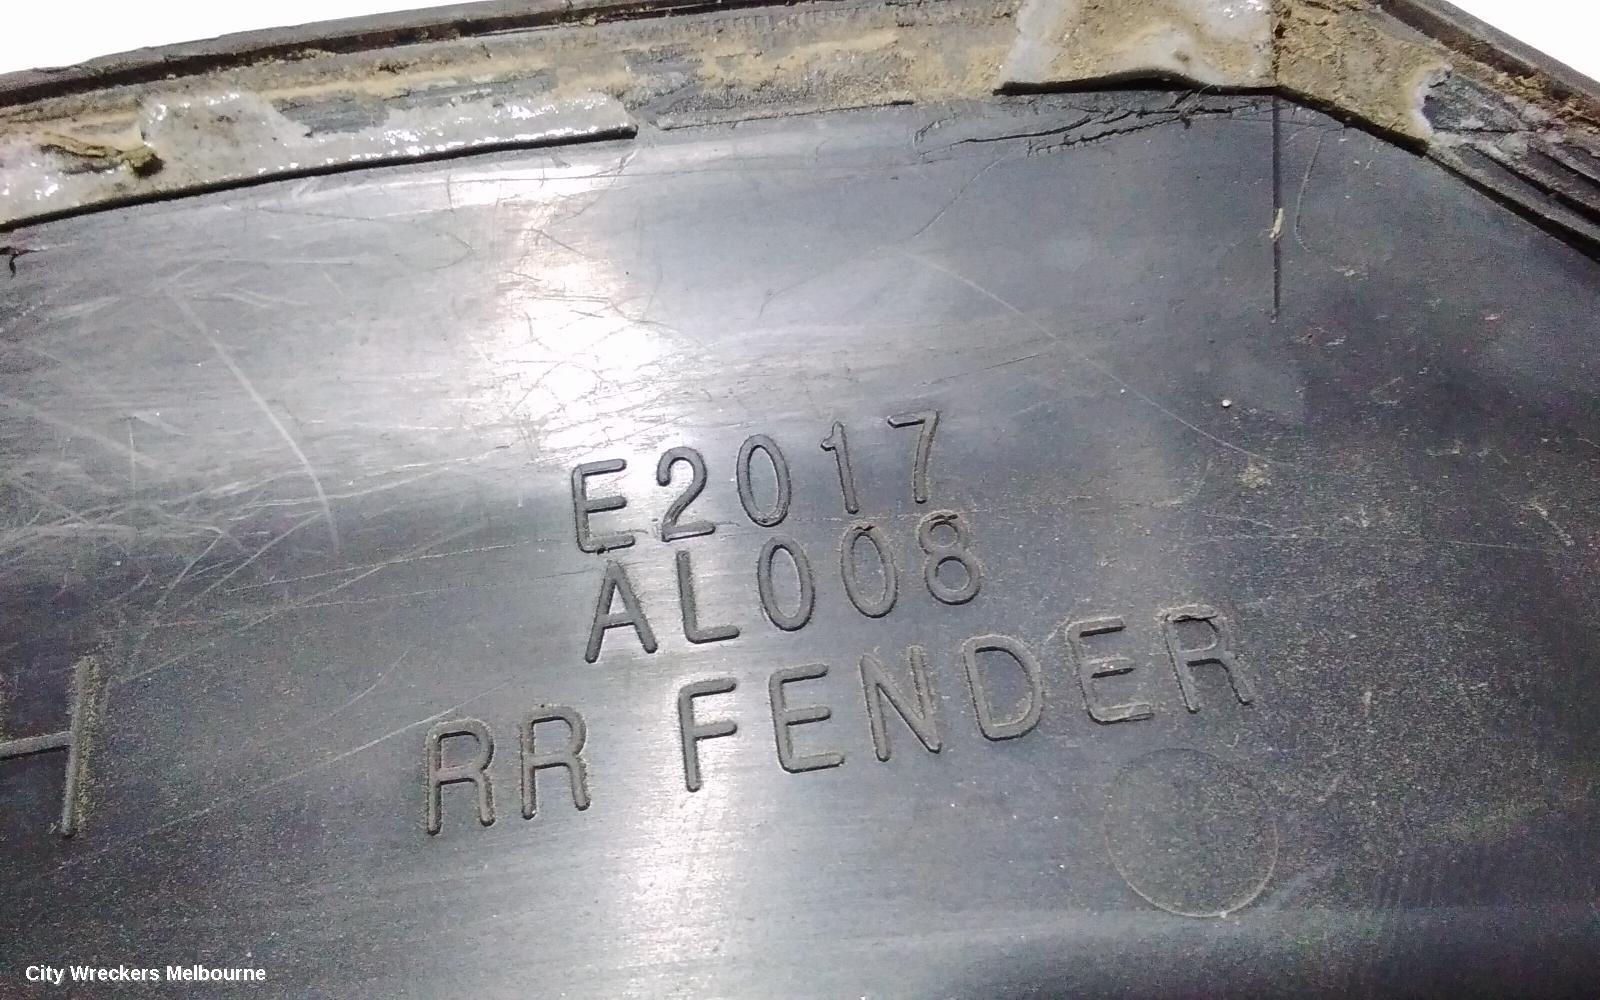 E2017
AL008
RR FENDER
City Wreckers Melbourne